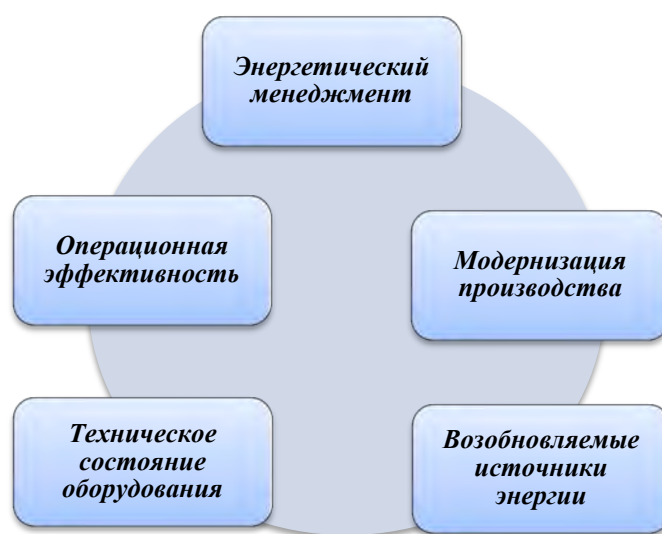 Энергетический
менеджмент
Операционная
эффективность
Модернизация
производства
Техническое
состояние
оборудования
Возобновляемые
источники
энергии